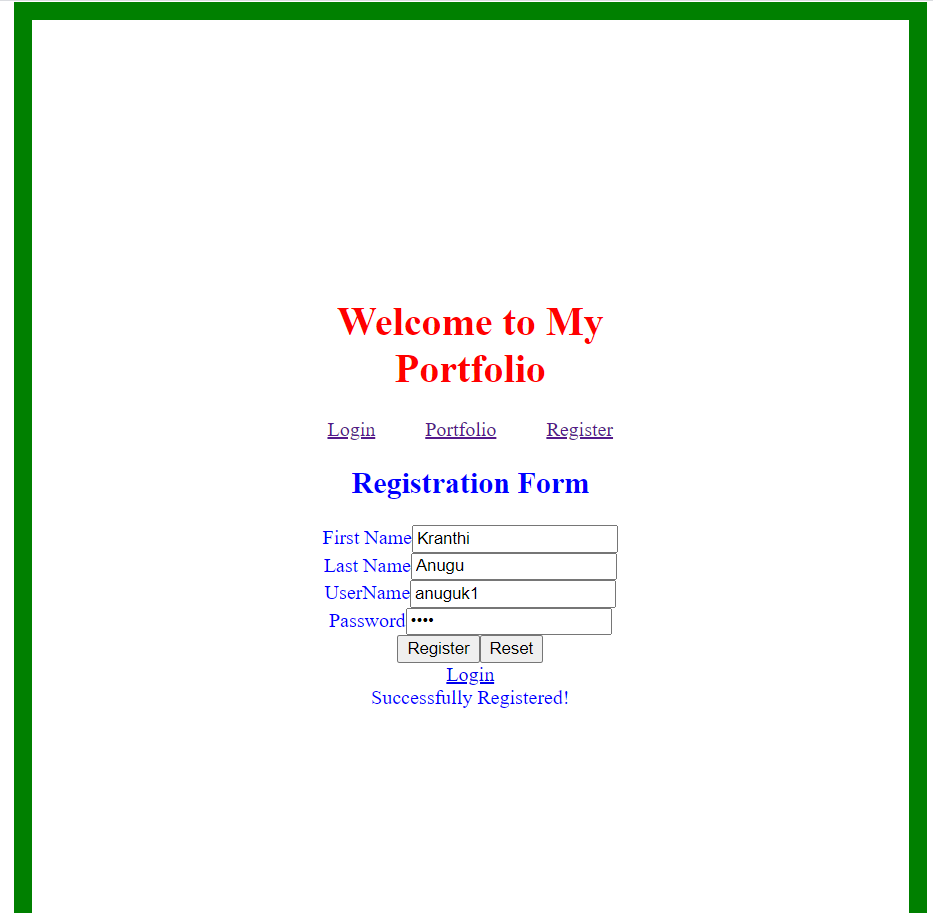 Welcome to My
Portfolio
Login Portfolio Register
Registration Form
First Name Kranthi
Last Name Anugu
UserName anuguk1
Password ••••
Register Reset
Login
Successfully Registered!